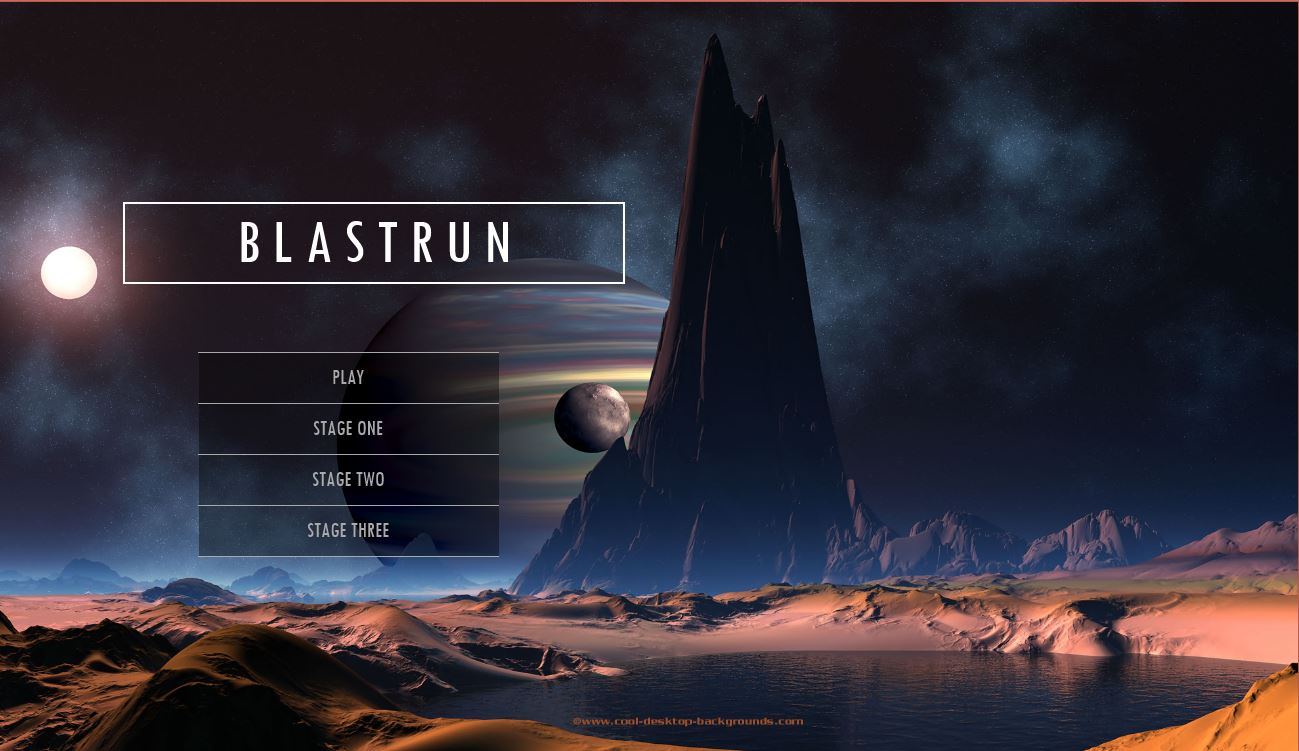 BLASTRUN
PLAY
STAGE ONE
STAGE TWO
STAGE THREE
©www.cool-desktop-backgrounds.com